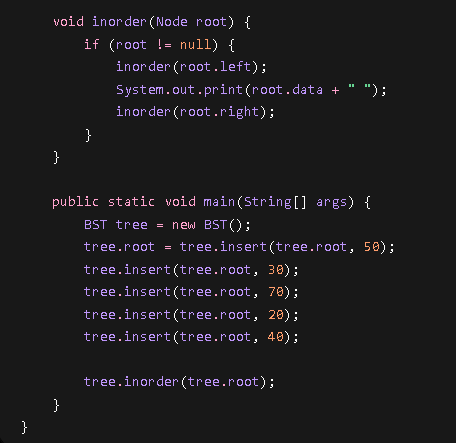 void inorder(Node root) {
if (root != null) {
inorder(root.left);
System.out.print(root.data + " ");
inorder(root.right);
}
}
public static void main(String[] args) {
BST tree = new BST();
tree.root = tree.insert(tree.root, 50);
tree.insert(tree.root, 30);
tree.insert(tree.root, 70);
tree.insert(tree.root, 20);
tree.insert(tree.root, 40);
tree.inorder(tree.root);
}
}